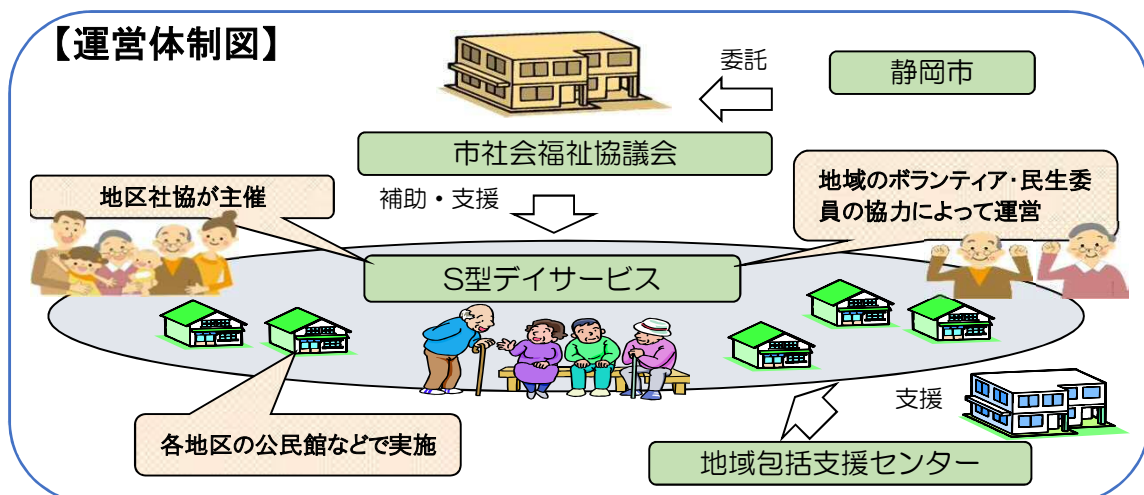 【運営体制図】
委託
静岡市
市社会福祉協議会
地区社協が主催
補助・支援
地域のボランティア・民生委
員の協力によって運営
S型デイサービス
各地区の公民館などで実施
支援
地域包括支援センター